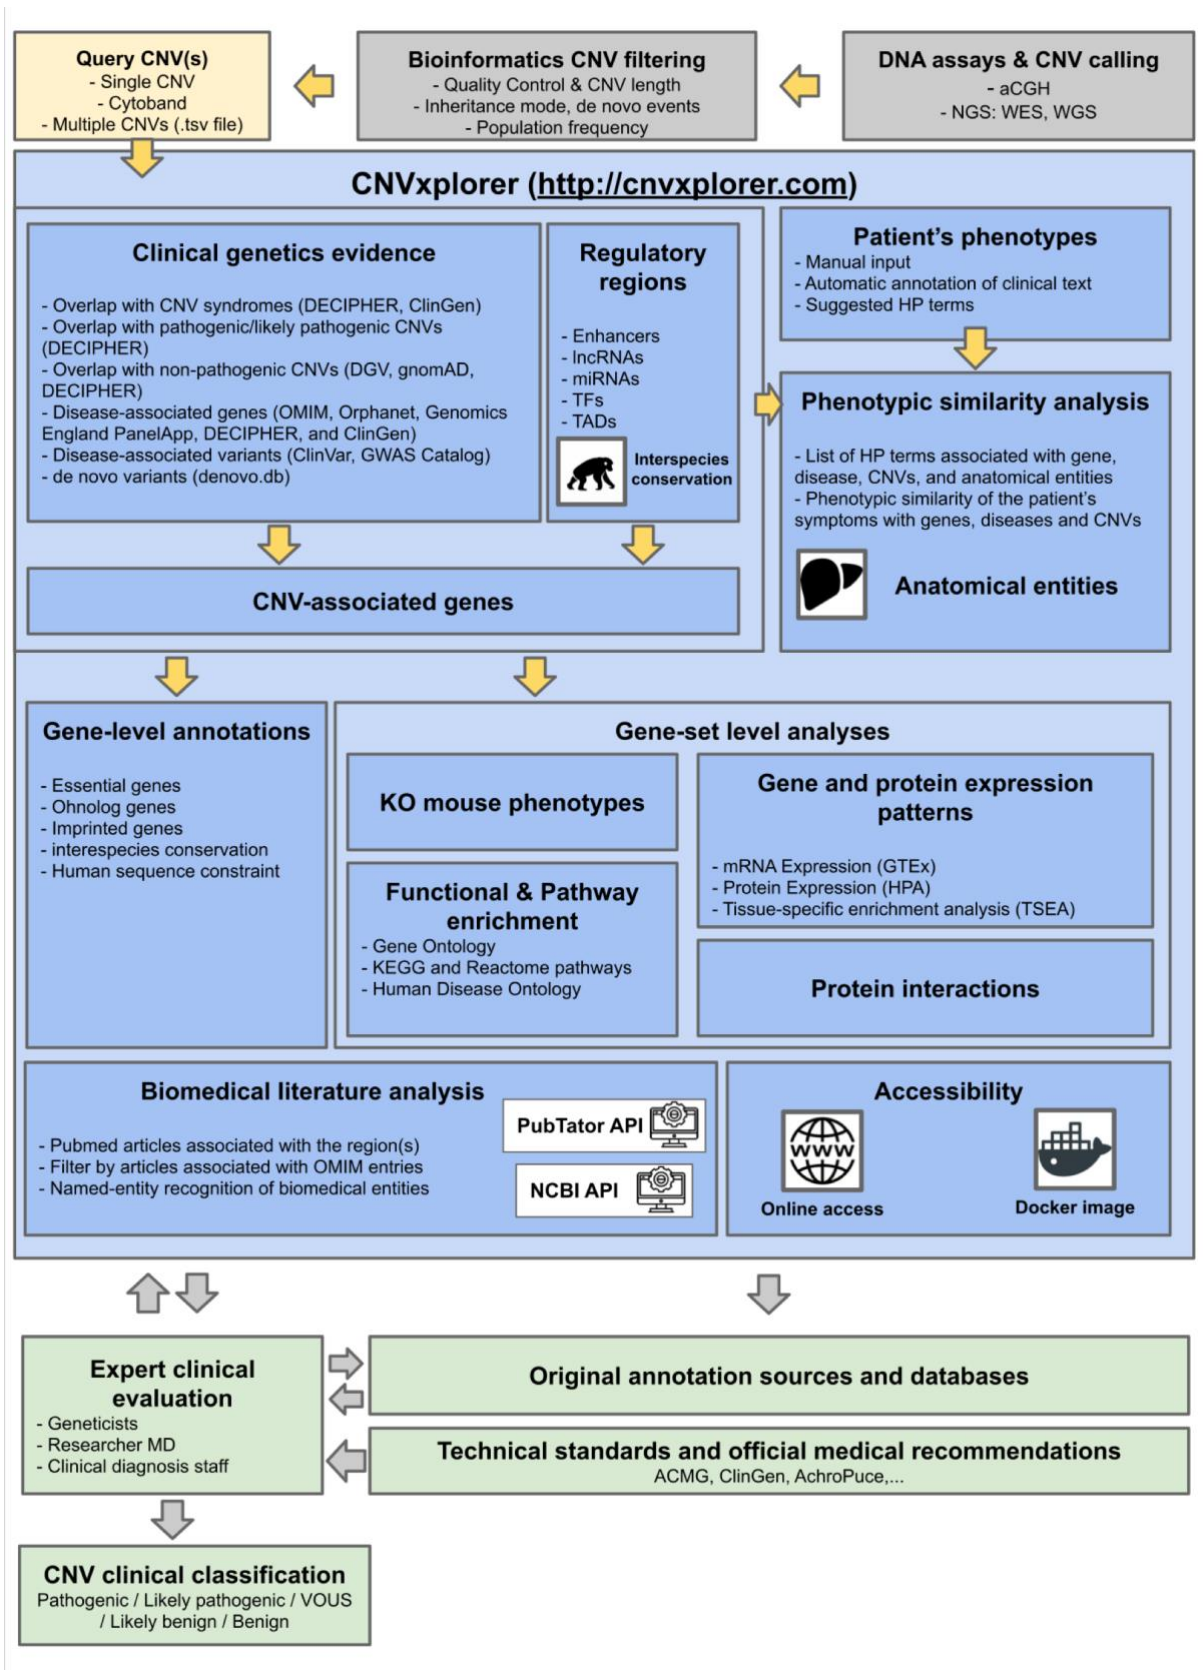 Query CNV(s)
- Single CNV
- Cytoband
- Multiple CNVs (.tsv file)
Bioinformatics CNV filtering
- Quality Control & CNV length
- Inheritance mode, de novo events
- Population frequency
DNA assays & CNV calling
- aCGH
- NGS: WES, WGS
CNVxplorer (http://cnvxplorer.com)
Clinical genetics evidence
- Overlap with CNV syndromes (DECIPHER, ClinGen)
- Overlap with pathogenic/likely pathogenic CNVs
(DECIPHER)
- Overlap with non-pathogenic CNVs (DGV, gnomAD,
DECIPHER)
- Disease-associated genes (OMIM, Orphanet, Genomics
England PanelApp, DECIPHER, and ClinGen)
- Disease-associated variants (ClinVar, GWAS Catalog)
- de novo variants (denovo.db)
Regulatory
regions
- Enhancers
- lncRNAs
- miRNAs
- TFs
- TADs
Interspecies
conservation
Patient's phenotypes
- Manual input
- Automatic annotation of clinical text
- Suggested HP terms
Phenotypic similarity analysis
- List of HP terms associated with gene,
disease, CNVs, and anatomical entities
- Phenotypic similarity of the patient's
symptoms with genes, diseases and CNVs
Anatomical entities
CNV-associated genes
Gene-level annotations
- Essential genes
- Ohnolog genes
- Imprinted genes
- interespecies conservation
- Human sequence constraint
Gene-set level analyses
KO mouse phenotypes
Functional & Pathway
enrichment
- Gene Ontology
- KEGG and Reactome pathways
- Human Disease Ontology
Gene and protein expression
patterns
- mRNA Expression (GTEx)
- Protein Expression (HPA)
- Tissue-specific enrichment analysis (TSEA)
Protein interactions
Biomedical literature analysis
- Pubmed articles associated with the region(s)
- Filter by articles associated with OMIM entries
- Named-entity recognition of biomedical entities
PubTator API
NCBI API
Accessibility
WWW
Online access
Docker image
Expert clinical
evaluation
- Geneticists
- Researcher MD
- Clinical diagnosis staff
Original annotation sources and databases
Technical standards and official medical recommendations
ACMG, ClinGen, AchroPuce,...
CNV clinical classification
Pathogenic / Likely pathogenic / VOUS
/ Likely benign / Benign